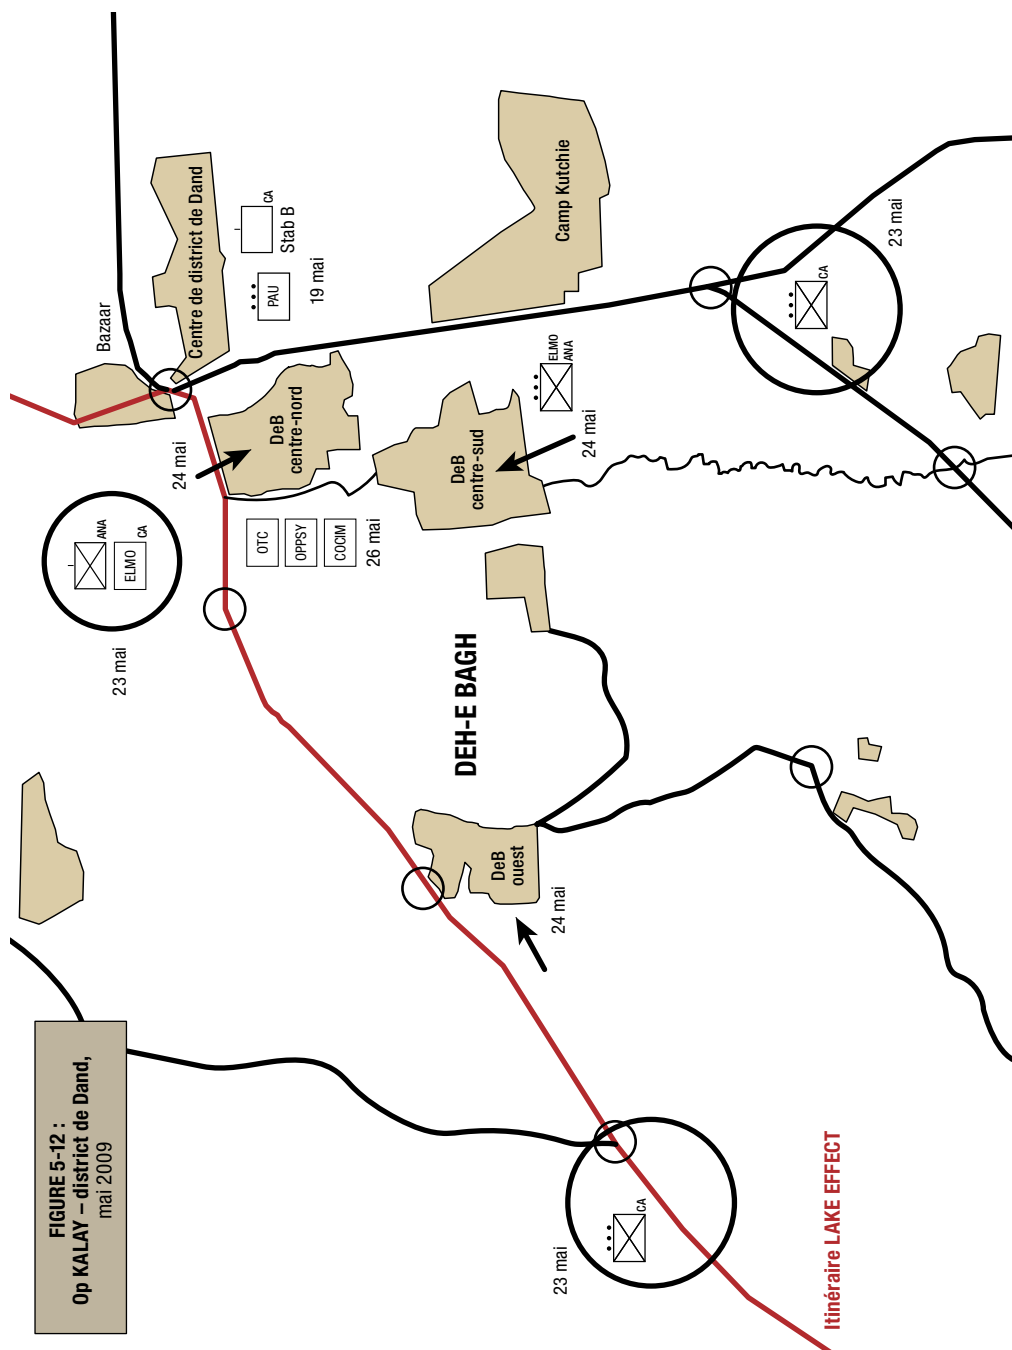 FIGURE 5-12 :
Op KALAY – district de Dand,
mai 2009
23 mai
ANA
ELMO
CA
Bazaar
Centre de district de Dand
CA
Stab B
PAU
19 mai
24 mai
DeB
centre-nord
OTC
OPPSY
COCIM
26 mai
Camp Kutchie
DeB
centre-sud
ELMO
ANA
24 mai
DEH-E BAGH
DeB
ouest
24 mai
CA
23 mai
23 mai
CA
Itinéraire LAKE EFFECT